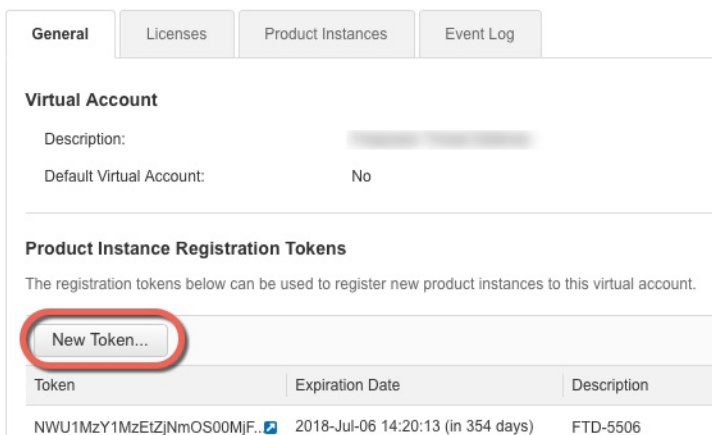 General Licenses Product Instances Event Log
Virtual Account
Description:
Default Virtual Account: No
Product Instance Registration Tokens
The registration tokens below can be used to register new product instances to this virtual account.
New Token...
Token Expiration Date Description
NWU1MzY1MzEtZjNmOS00MjF... 2018-Jul-06 14:20:13 (in 354 days) FTD-5506